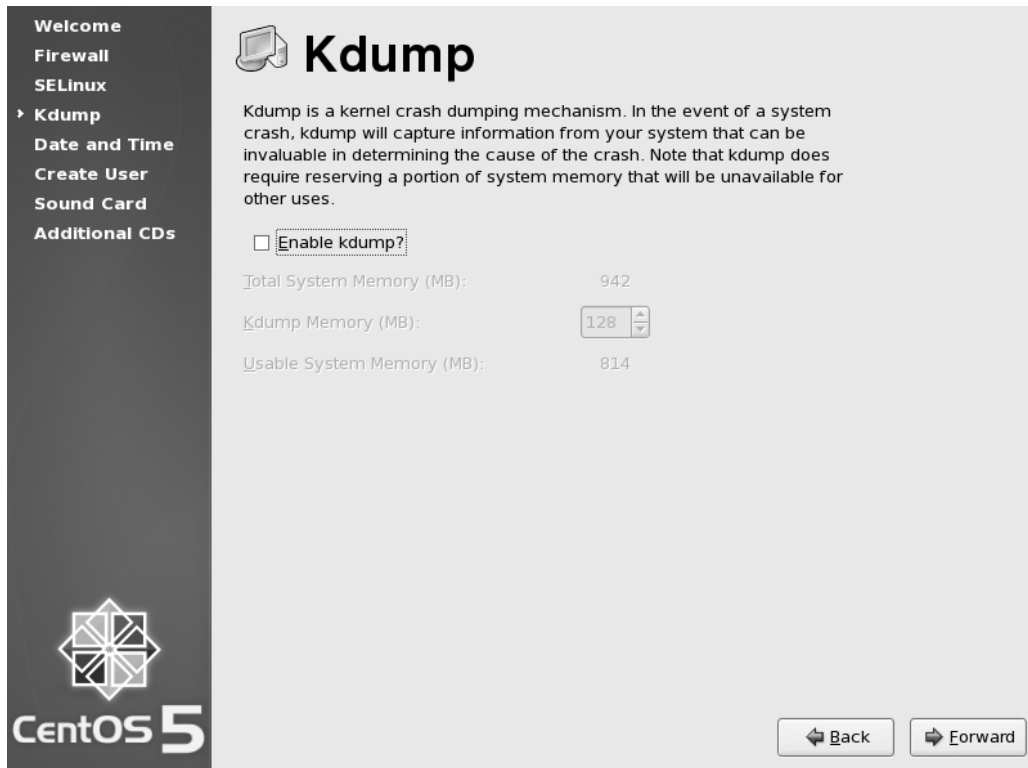 Welcome
Firewall
SELinux
Kdump
Date and Time
Create User
Sound Card
Additional CDs
CentOS 5
Kdump
Kdump is a kernel crash dumping mechanism. In the event of a system
crash, kdump will capture information from your system that can be
invaluable in determining the cause of the crash. Note that kdump does
require reserving a portion of system memory that will be unavailable for
other uses.
Enable kdump?
Total System Memory (MB): 942
Kdump Memory (MB): 128
Usable System Memory (MB): 814
Back Forward